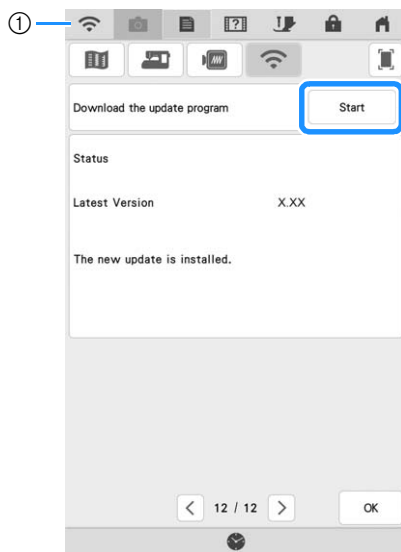 ①
Download the update program
Start
Status
Latest Version X.XX
The new update is installed.
< 12 / 12 >
OK